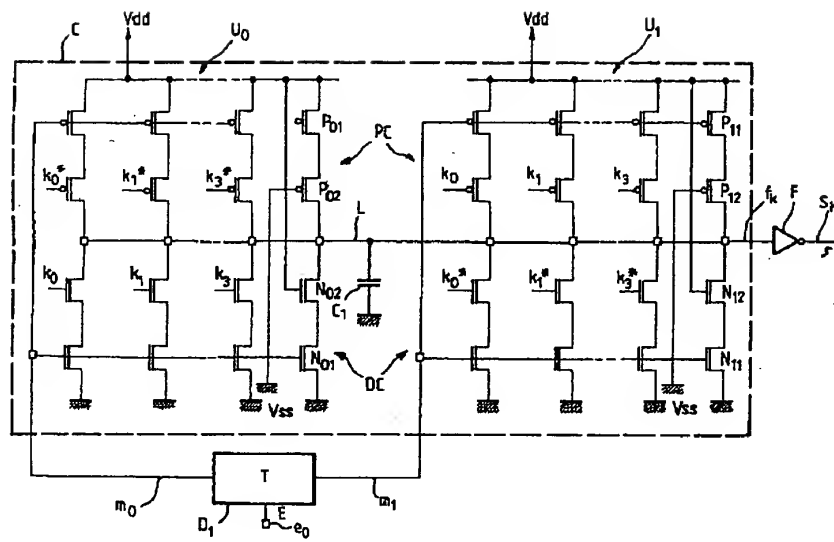 C Vdd U₀ Vdd U₁
P₀₁ PC P₁₁
k₀* k₁* k₃* P₀₂ k₀ k₁ k₃ P₁₂
L fₖ F
k₀ k₁ k₃ N₀₂ C₁ k₀* k₁* k₃* N₁₂
N₀₁ DC N₁₁
Vss Vss
m₀ T m₁
D₁ E e₀